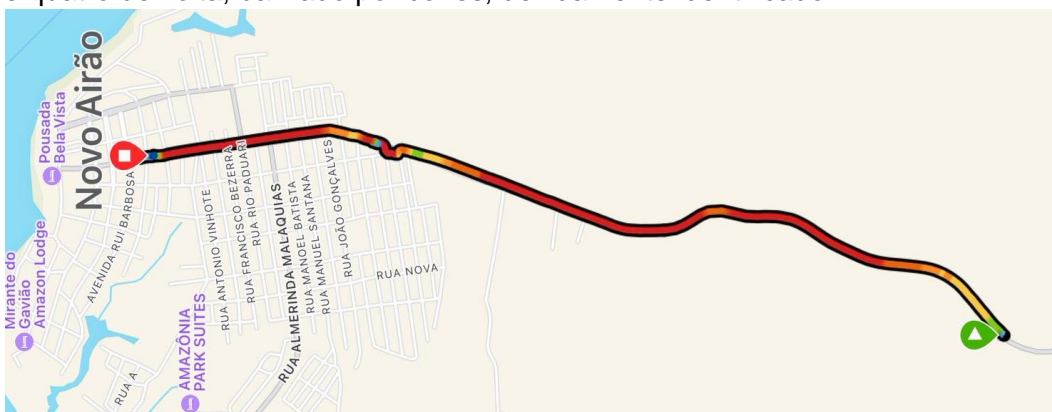 Novo Airão
Pousada
Bela Vista
Mirante do
Gavião
Amazon Lodge
AVENIDA RUI BARBOSA
AMAZÔNIA
PARK SUITES
RUA A
RUA ANTONIO VINHOTE
RUA FRANCISCO BEZERRA
RUA RIO PADUARI
RUA ALMERINDA MALAQUIAS
RUA MANOEL BATISTA
RUA MANUEL SANTANA
RUA JOÃO GONÇALVES
RUA NOVA